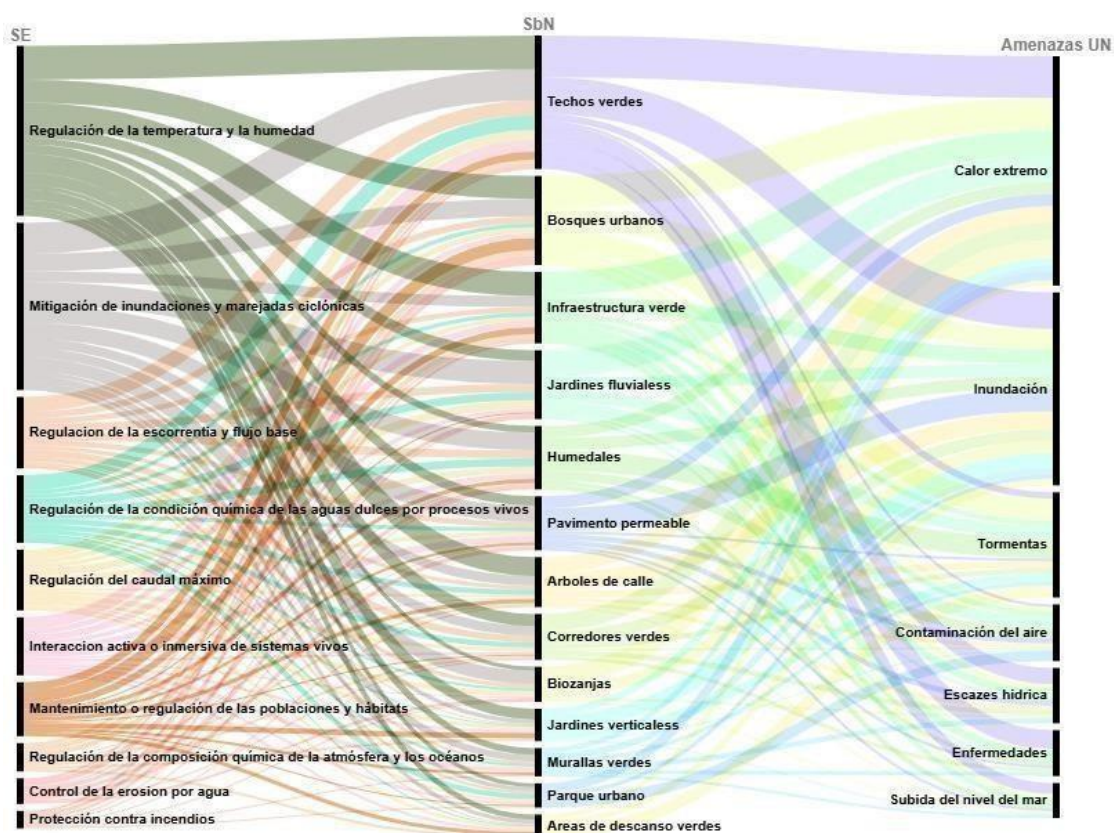 SE
SbN
Amenazas UN
Regulación de la temperatura y la humedad
Mitigación de inundaciones y marejadas ciclónicas
Regulacion de la escorrentia y flujo base
Regulación de la condición química de las aguas dulces por procesos vivos
Regulación del caudal máximo
Interaccion activa o inmersiva de sistemas vivos
Mantenimiento o regulación de las poblaciones y hábitats
Regulación de la composición química de la atmósfera y los océanos
Control de la erosion por agua
Protección contra incendios
Techos verdes
Bosques urbanos
Infraestructura verde
Jardines fluvialess
Humedales
Pavimento permeable
Arboles de calle
Corredores verdes
Biozanjas
Jardines verticaless
Murallas verdes
Parque urbano
Areas de descanso verdes
Calor extremo
Inundación
Tormentas
Contaminación del aire
Escazes hidrica
Enfermedades
Subida del nivel del mar